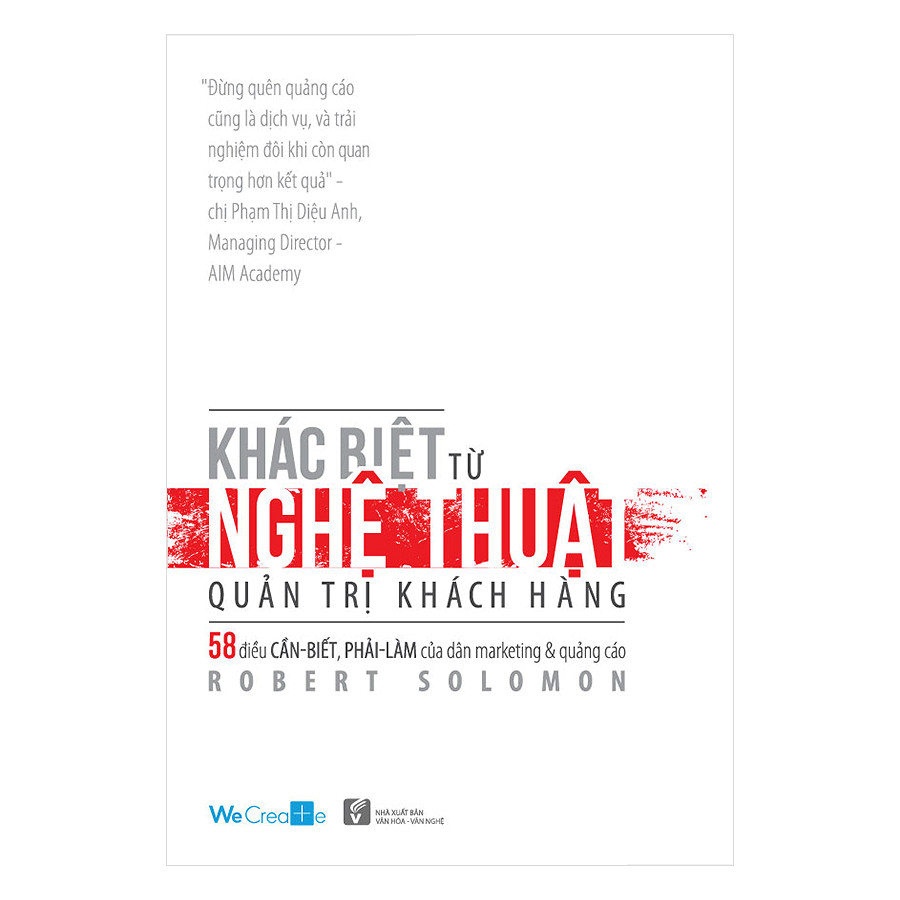 "Đừng quên quảng cáo
cũng là dịch vụ, và trải
nghiệm đôi khi còn quan
trọng hơn kết quả" -
chị Phạm Thị Diệu Anh,
Managing Director -
AIM Academy
KHÁC BIỆT TỪ
NGHỆ THUẬT
QUẢN TRỊ KHÁCH HÀNG
58 điều CẦN-BIẾT, PHẢI-LÀM của dân marketing & quảng cáo
ROBERT SOLOMON
We Create
NHÀ XUẤT BẢN
VĂN HÓA - VĂN NGHỆ